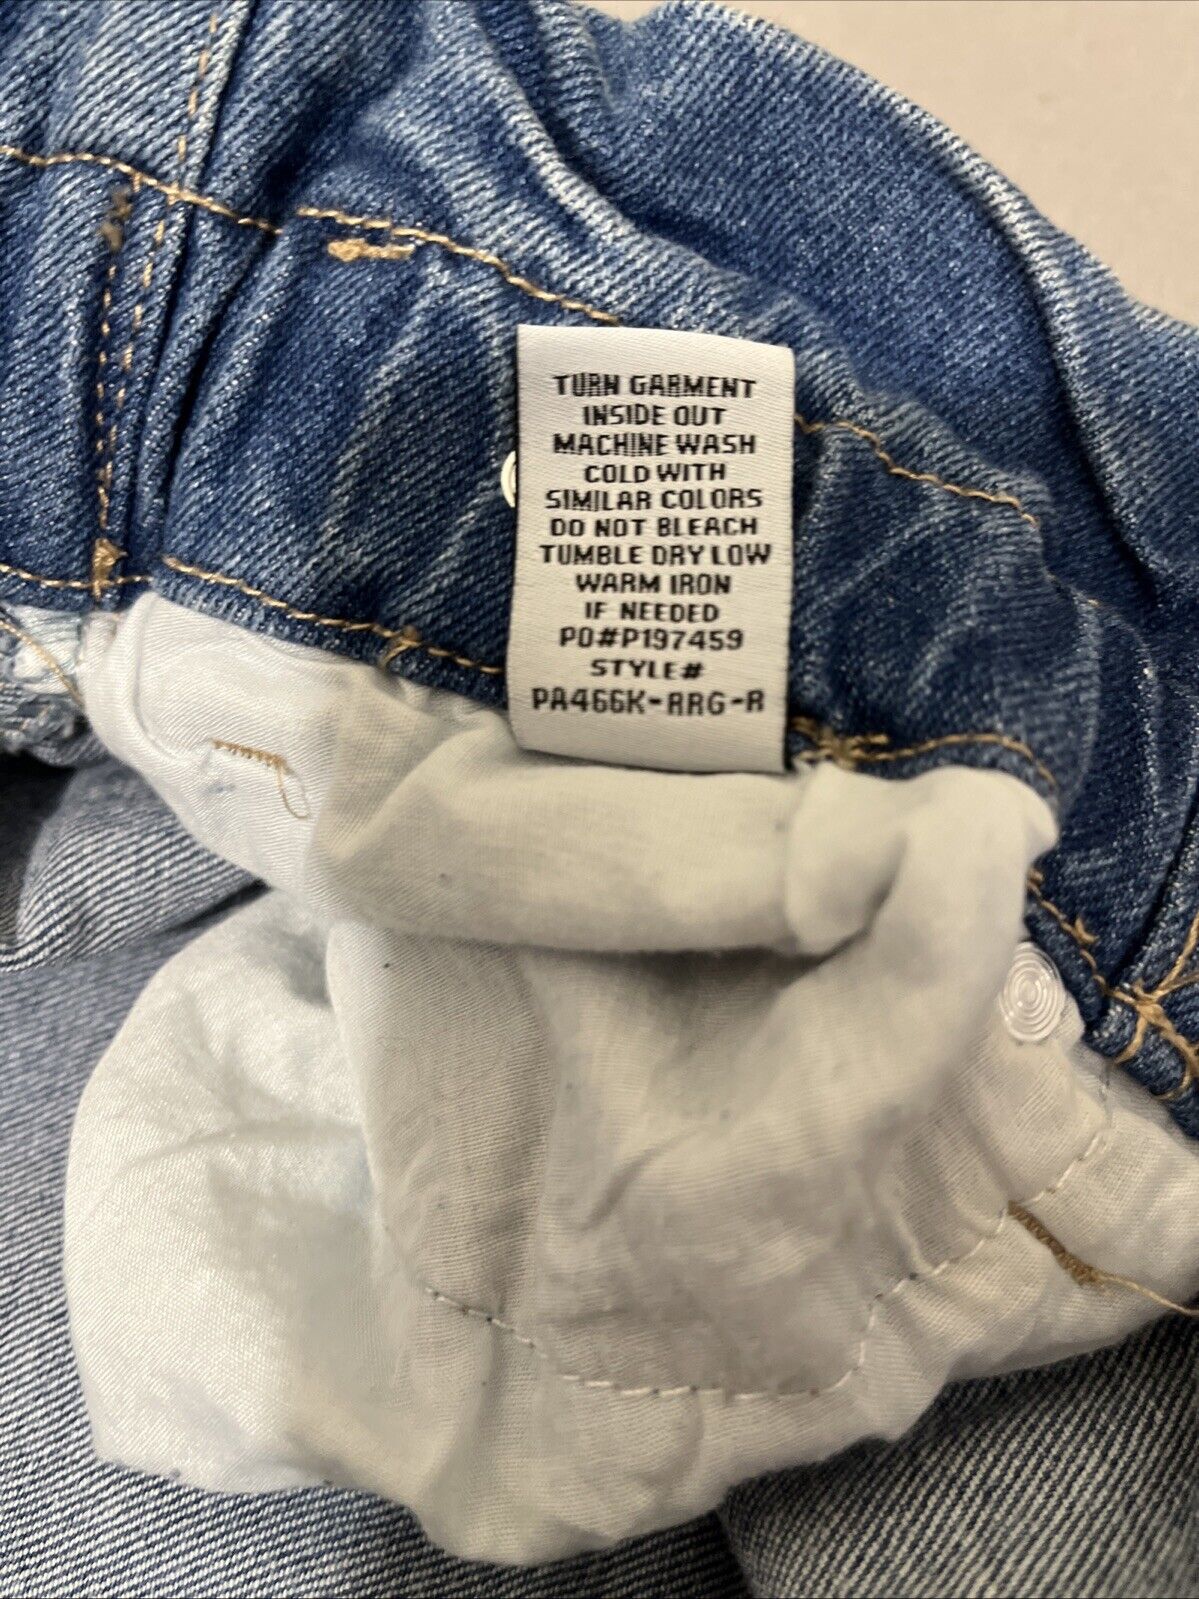 TURN GARMENT
INSIDE OUT
MACHINE WASH
COLD WITH
SIMILAR COLORS
DO NOT BLEACH
TUMBLE DRY LOW
WARM IRON
IF NEEDED
PO#P197459
STYLE#
PA466K-RRG-R